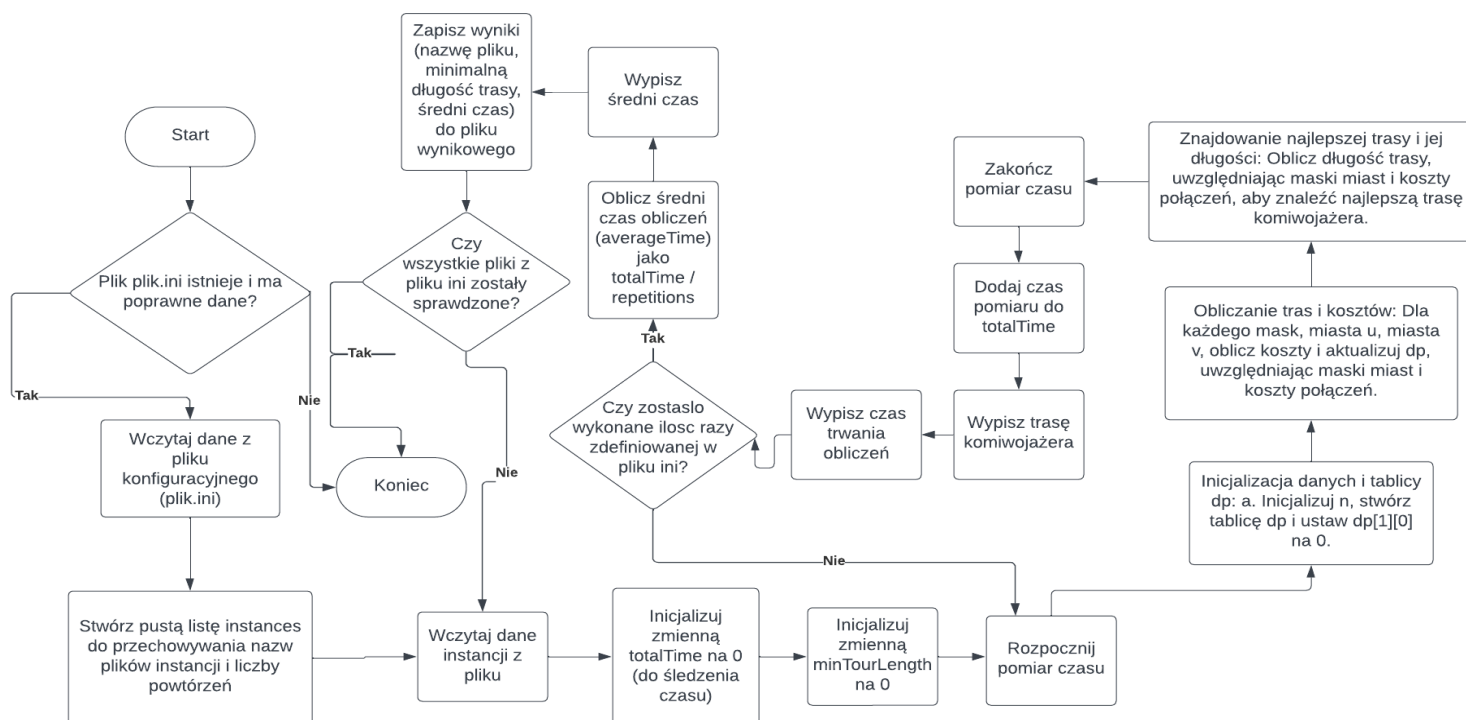 Start
Plik plik.ini istnieje i ma
poprawne dane?
Tak
Nie
Wczytaj dane z
pliku
konfiguracyjnego
(plik.ini)
Stwórz pustą listę instances
do przechowywania nazw
plików instancji i liczby
powtórzeń
Koniec
Zapisz wyniki
(nazwę pliku,
minimalną
długość trasy,
średni czas)
do pliku
wynikowego
Czy
wszystkie pliki z
pliku ini zostały
sprawdzone?
Tak
Nie
Wczytaj dane
instancji z
pliku
Wypisz
średni czas
Oblicz średni
czas obliczeń
(averageTime)
jako
totalTime /
repetitions
Tak
Czy zostaslo
wykonane ilosc razy
zdefiniowanej w
pliku ini?
Nie
Inicjalizuj
zmienną
totalTime na 0
(do śledzenia
czasu)
Inicjalizuj
zmienną
minTourLength
na 0
Rozpocznij
pomiar czasu
Wypisz czas
trwania
obliczeń
Zakończ
pomiar czasu
Dodaj czas
pomiaru do
totalTime
Wypisz trasę
komiwojażera
Znajdowanie najlepszej trasy i jej
długości: Oblicz długość trasy,
uwzględniając maski miast i koszty
połączeń, aby znaleźć najlepszą trasę
komiwojażera.
Obliczanie tras i kosztów: Dla
każdego mask, miasta u, miasta
v, oblicz koszty i aktualizuj dp,
uwzględniając maski miast i
koszty połączeń.
Inicjalizacja danych i tablicy
dp: a. Inicjalizuj n, stwórz
tablicę dp i ustaw dp[1][0]
na 0.